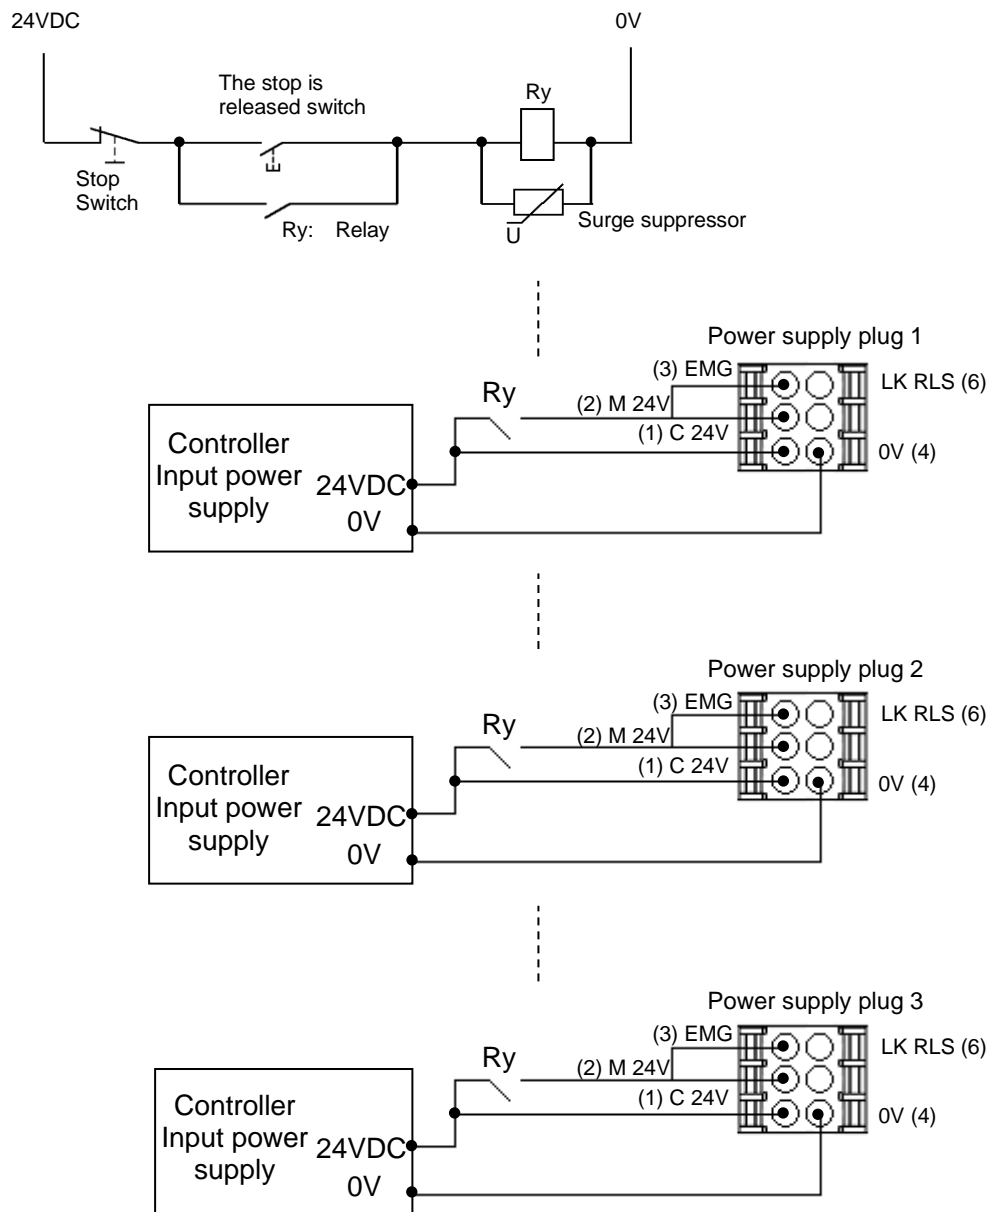 24VDC
0V
The stop is
released switch
Ry
Stop
Switch
Ry: Relay
U
Surge suppressor
Power supply plug 1
(3) EMG
LK RLS (6)
Ry
(2) M 24V
(1) C 24V
0V (4)
Controller
Input power
supply
24VDC
0V
Power supply plug 2
(3) EMG
LK RLS (6)
Ry
(2) M 24V
(1) C 24V
0V (4)
Controller
Input power
supply
24VDC
0V
Power supply plug 3
(3) EMG
LK RLS (6)
Ry
(2) M 24V
(1) C 24V
0V (4)
Controller
Input power
supply
24VDC
0V